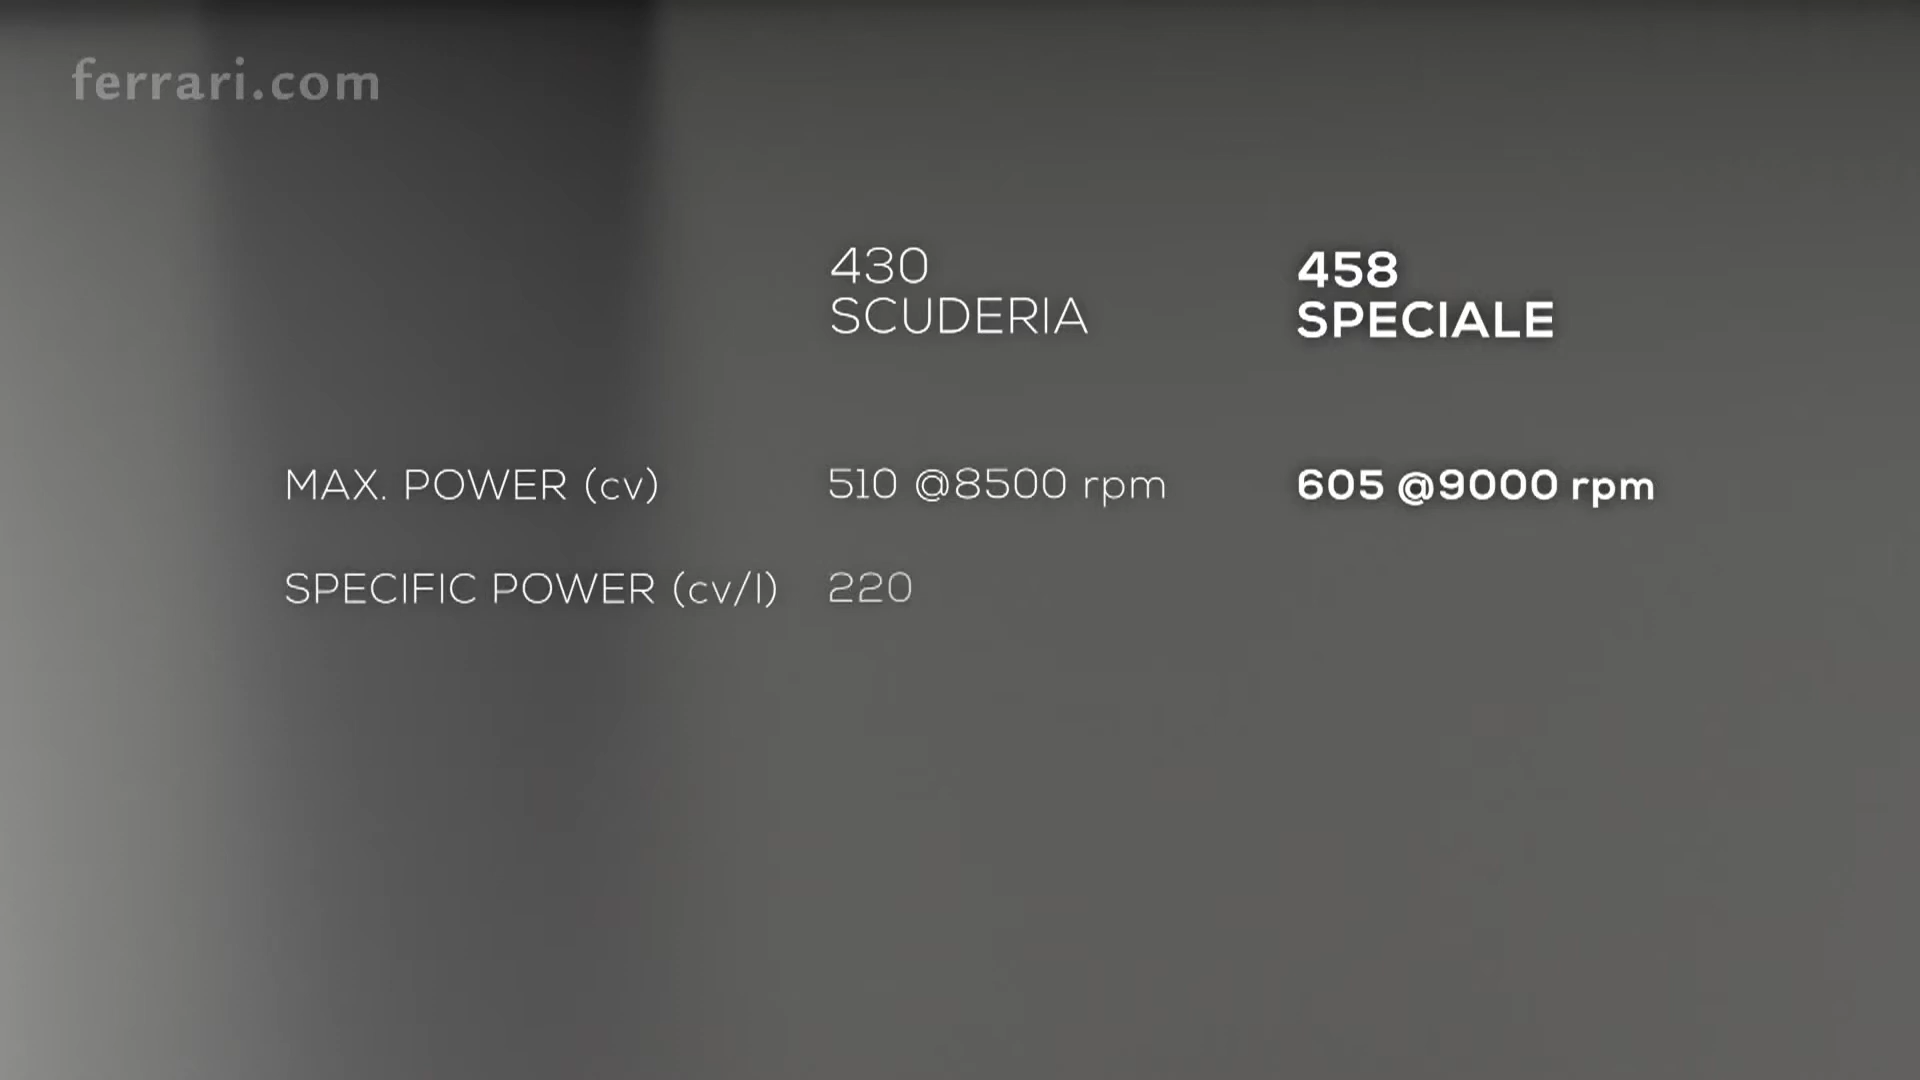 ferrari.com
430 SCUDERIA
458 SPECIALE
MAX. POWER (cv) 510 @8500 rpm 605 @9000 rpm
SPECIFIC POWER (cv/l) 220